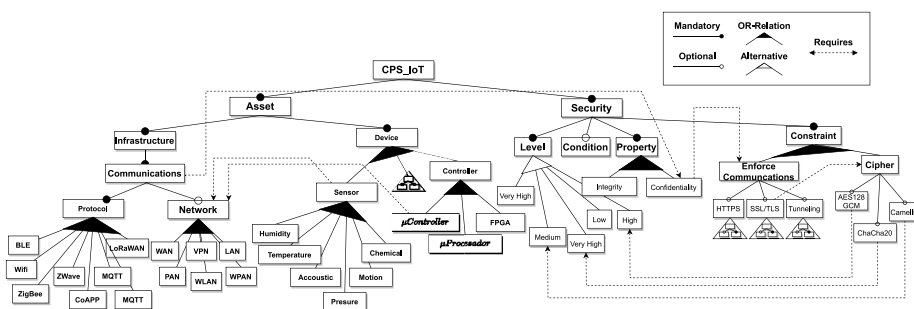 Mandatory
OR-Relation
Requires
Optional
Alternative
CPS_IoT
Asset
Security
Infrastructure
Device
Level
Condition
Property
Constraint
Communications
Sensor
Controller
Very High
Integrity
Confidentiality
Enforce
Communcations
Cipher
Protocol
Network
μController
FPGA
μProcessador
Low
High
Medium
Very High
HTTPS
SSL/TLS
Tunneling
AES128
GCM
ChaCha20
Camelli
BLE
Wifi
ZigBee
ZWave
CoAPP
MQTT
LoRaWAN
MQTT
WAN
PAN
VPN
WLAN
LAN
WPAN
Humidity
Temperature
Accoustic
Presure
Motion
Chemical